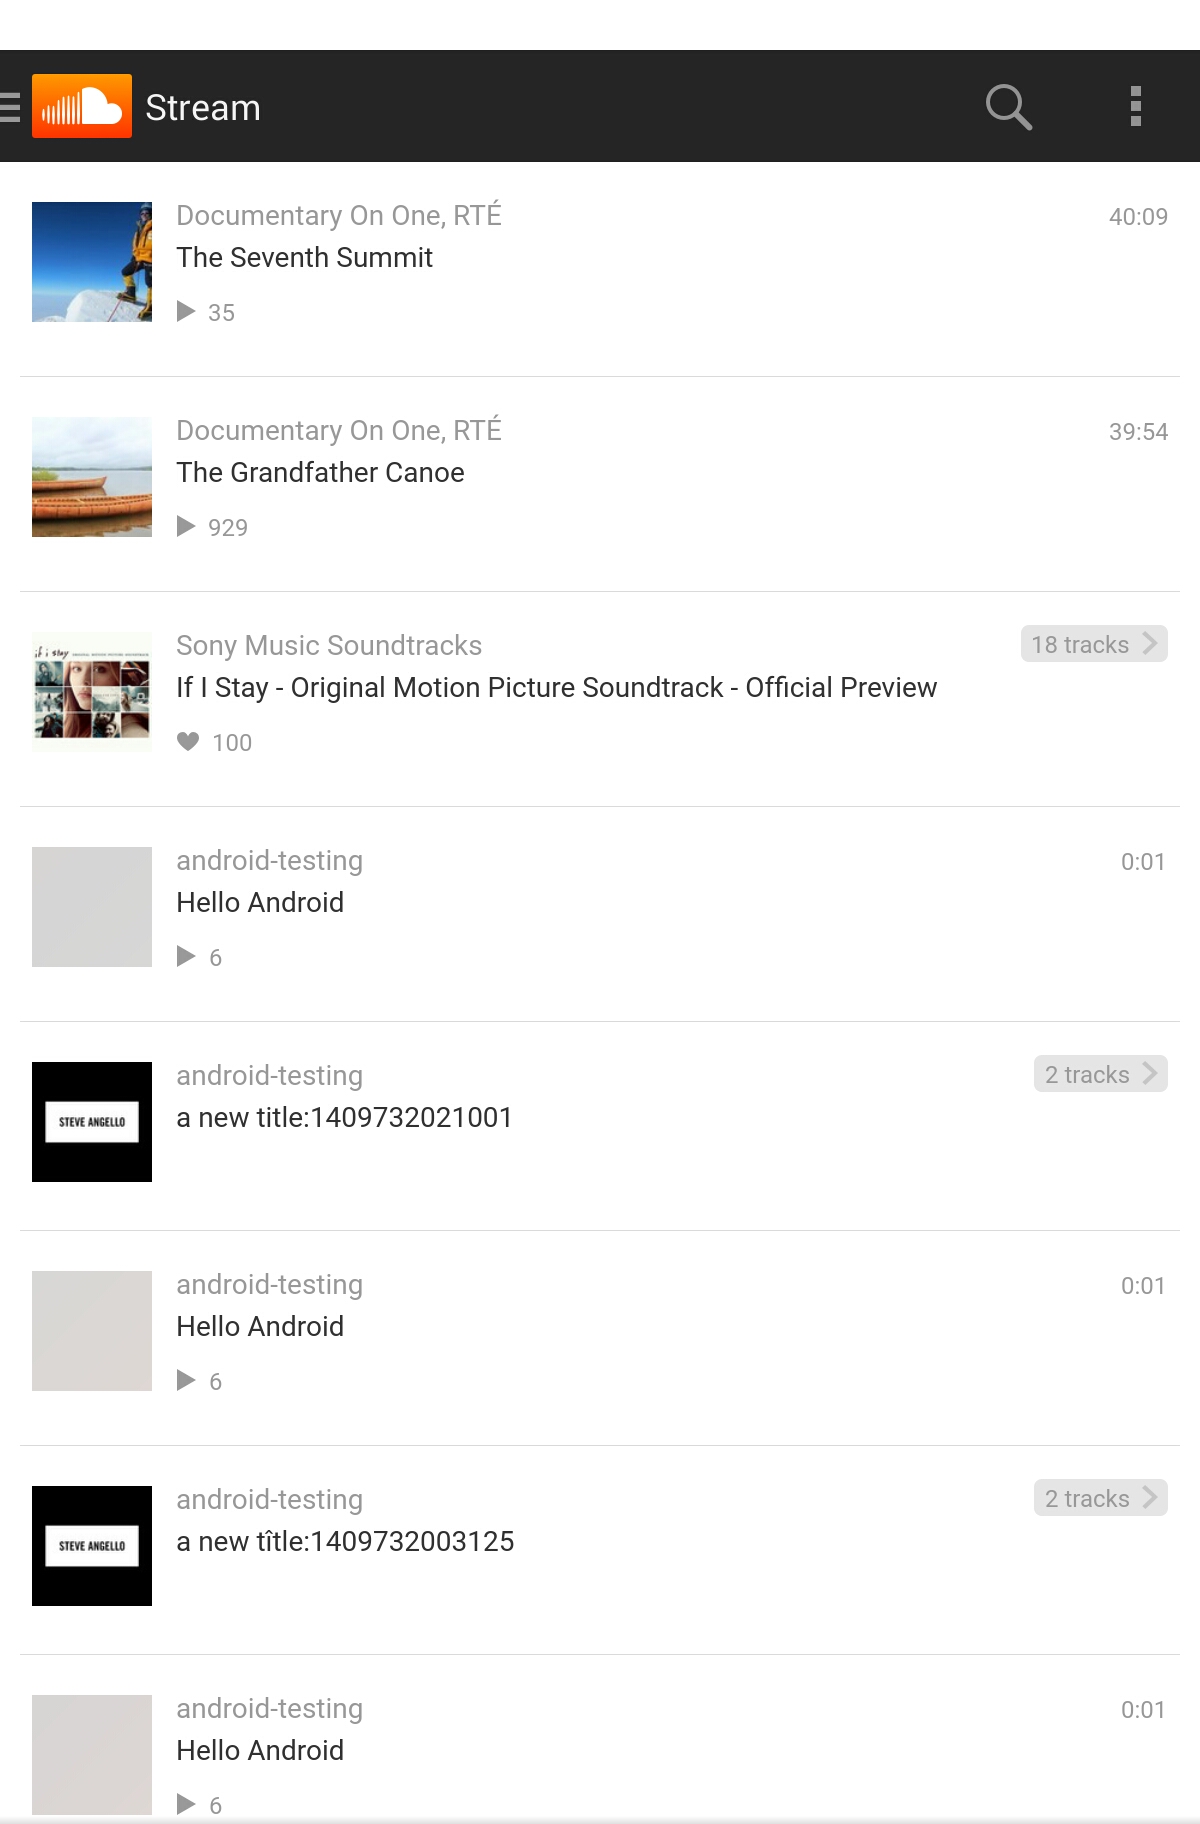 Stream
Documentary On One, RTÉ
40:09
The Seventh Summit
35
Documentary On One, RTÉ
39:54
The Grandfather Canoe
929
if i stay
Sony Music Soundtracks
18 tracks
If I Stay - Original Motion Picture Soundtrack - Official Preview
100
android-testing
0:01
Hello Android
6
android-testing
2 tracks
STEVE ANGELLO
a new title:1409732021001
android-testing
0:01
Hello Android
6
android-testing
2 tracks
a new tîtle:1409732003125
STEVE ANGELLO
android-testing
0:01
Hello Android
6